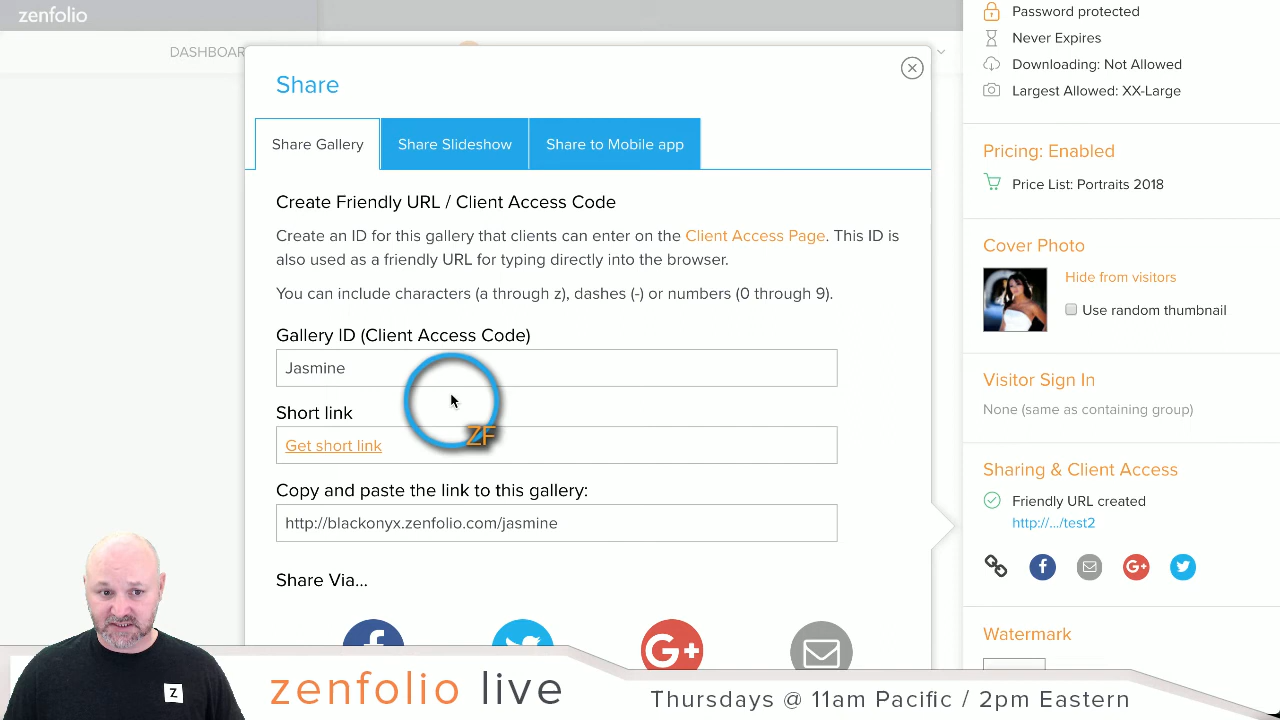 zenfolio
DASHBOAR
Share
Share Gallery
Share Slideshow
Share to Mobile app
Create Friendly URL / Client Access Code
Create an ID for this gallery that clients can enter on the Client Access Page. This ID is
also used as a friendly URL for typing directly into the browser.
You can include characters (a through z), dashes (-) or numbers (0 through 9).
Gallery ID (Client Access Code)
Jasmine
Short link
Get short link
ZF
Copy and paste the link to this gallery:
http://blackonyx.zenfolio.com/jasmine
Share Via...
f
G+
Password protected
Never Expires
Downloading: Not Allowed
Largest Allowed: XX-Large
Pricing: Enabled
Price List: Portraits 2018
Cover Photo
Hide from visitors
Use random thumbnail
Visitor Sign In
None (same as containing group)
Sharing & Client Access
Friendly URL created
http://.../test2
f
G+
Watermark
Z
zenfolio live
Thursdays @ 11am Pacific / 2pm Eastern